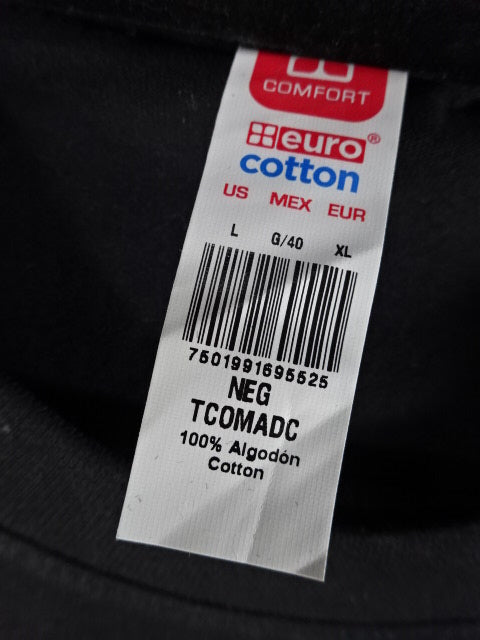 COMFORT
euro®
cotton
US MEX EUR
L G/40 XL
7501991695525
NEG
TCOMADC
100% Algodón
Cotton